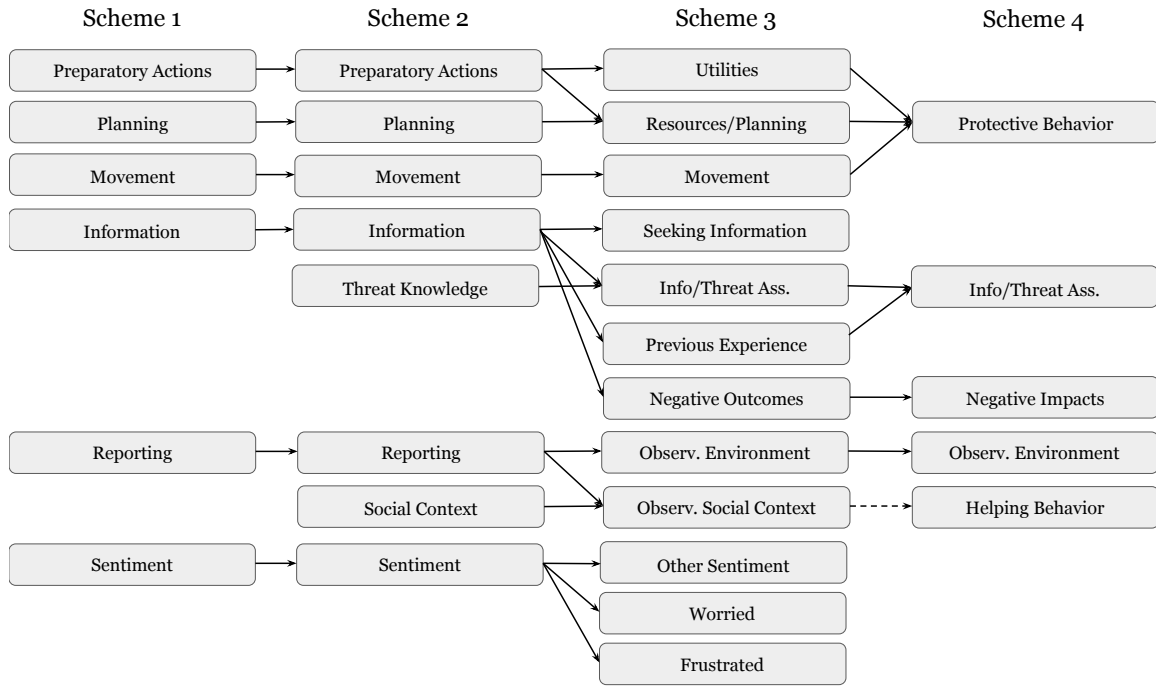 Scheme 1
Scheme 2
Scheme 3
Scheme 4
Preparatory Actions
Preparatory Actions
Utilities
Planning
Planning
Resources/Planning
Protective Behavior
Movement
Movement
Movement
Information
Information
Seeking Information
Threat Knowledge
Info/Threat Ass.
Info/Threat Ass.
Previous Experience
Negative Outcomes
Negative Impacts
Reporting
Reporting
Observ. Environment
Observ. Environment
Social Context
Observ. Social Context
Helping Behavior
Sentiment
Sentiment
Other Sentiment
Worried
Frustrated